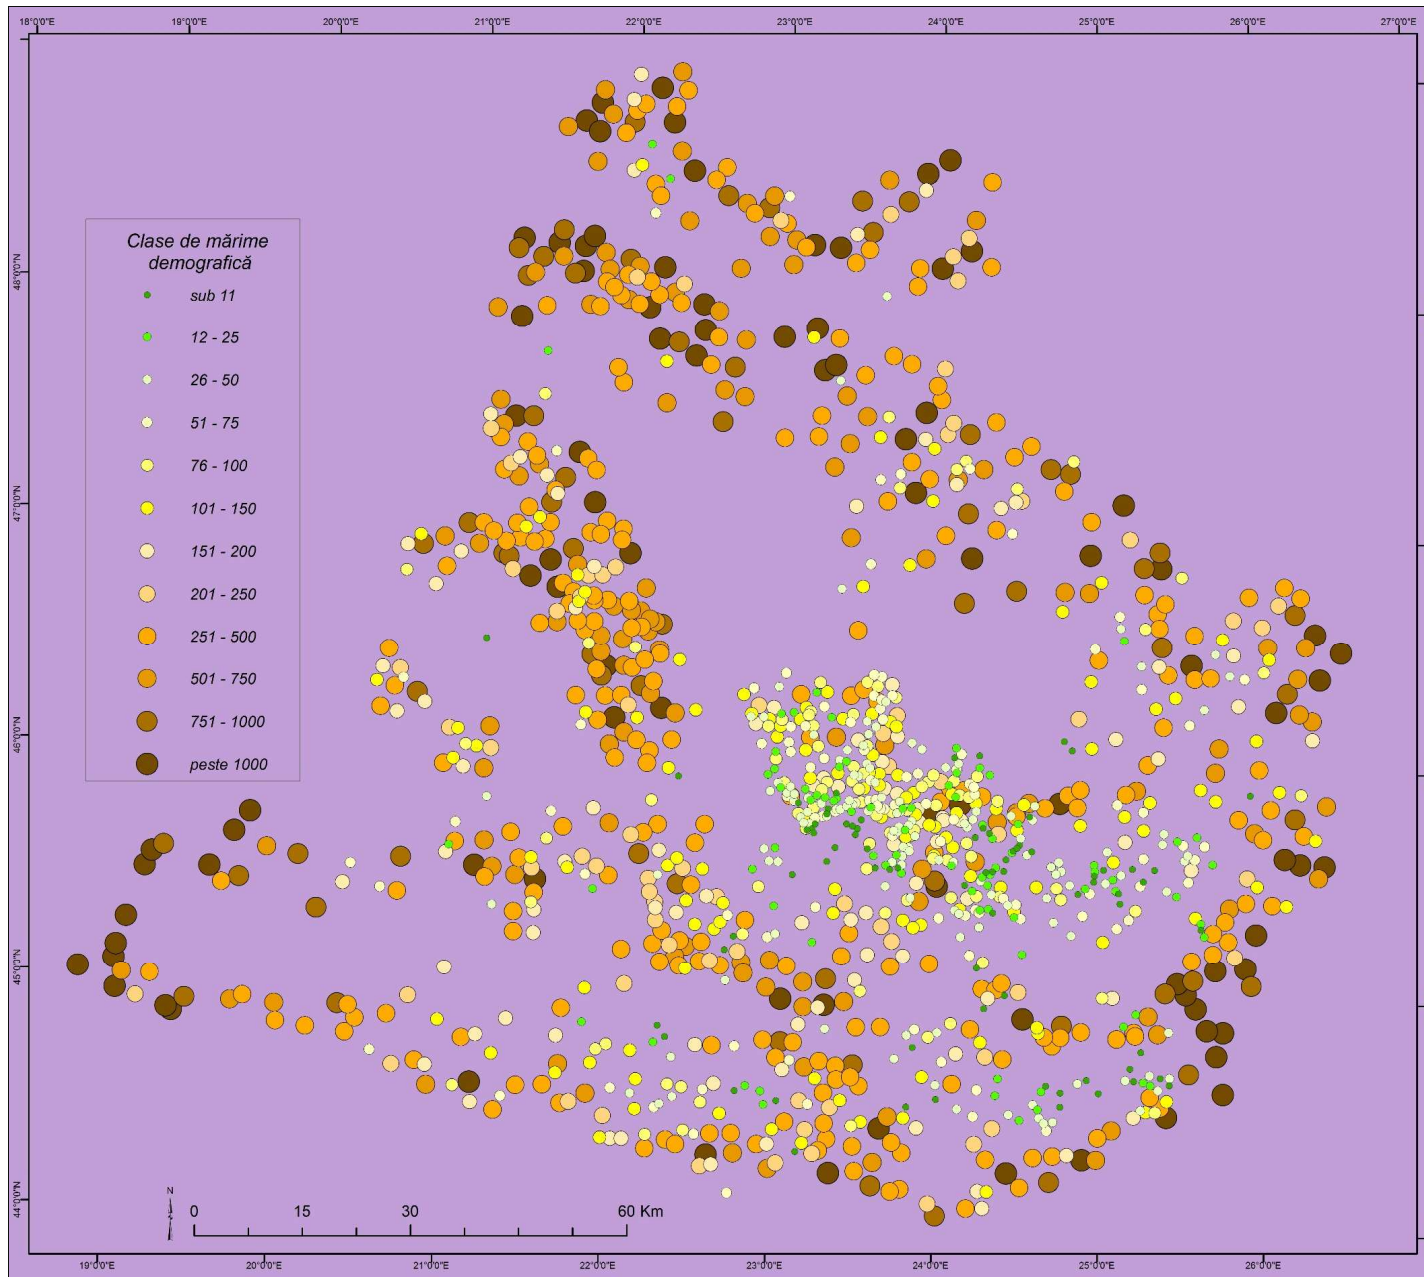 18°0'0"E 19°0'0"E 20°0'0"E 21°0'0"E 22°0'0"E 23°0'0"E 24°0'0"E 25°0'0"E 26°0'0"E 27°0'0"E
Clase de mărime
demografică
sub 11
12 - 25
26 - 50
51 - 75
76 - 100
101 - 150
151 - 200
201 - 250
251 - 500
501 - 750
751 - 1000
peste 1000
48°0'0"N
47°0'0"N
46°0'0"N
45°0'0"N
44°0'0"N
N
0 15 30 60 Km
19°0'0"E 20°0'0"E 21°0'0"E 22°0'0"E 23°0'0"E 24°0'0"E 25°0'0"E 26°0'0"E